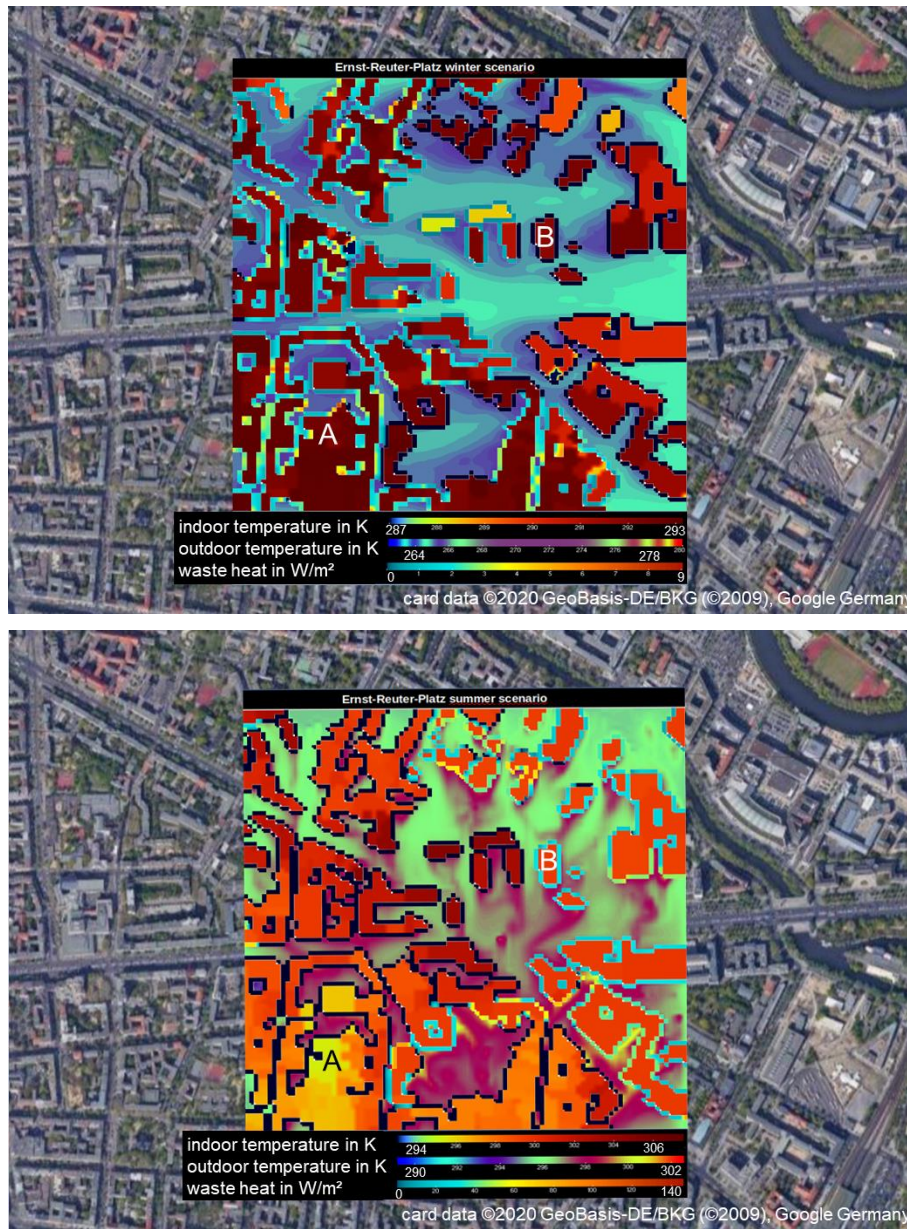 Ernst-Reuter-Platz winter scenario
B
A
indoor temperature in K 287 288 289 290 291 292 293
outdoor temperature in K 264 266 268 270 272 274 276 278 280
waste heat in W/m² 0 1 2 3 4 5 6 7 8 9
card data ©2020 GeoBasis-DE/BKG (©2009), Google Germany
Ernst-Reuter-Platz summer scenario
B
A
indoor temperature in K 294 296 298 300 302 304 306
outdoor temperature in K 290 292 294 296 298 300 302
waste heat in W/m² 0 20 40 60 80 100 120 140
card data ©2020 GeoBasis-DE/BKG (©2009), Google Germany